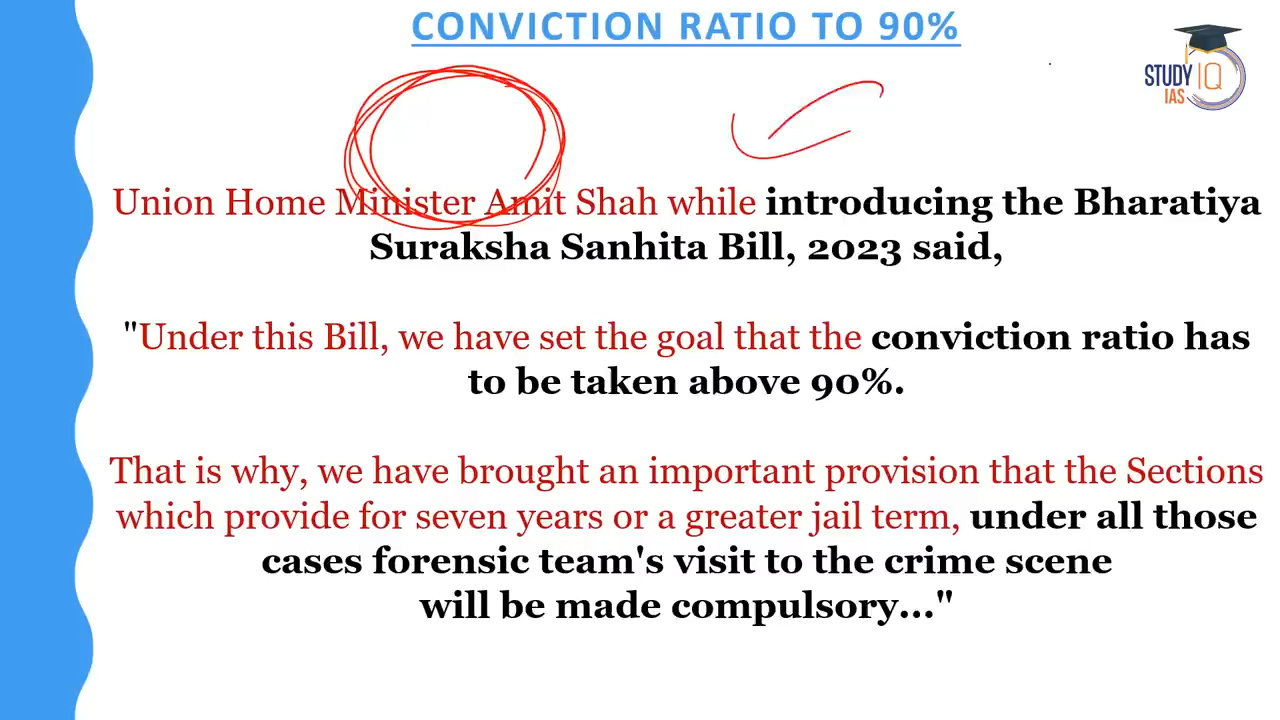 CONVICTION RATIO TO 90%
STUDY IQ
IAS
Union Home Minister Amit Shah while introducing the Bharatiya
Suraksha Sanhita Bill, 2023 said,
"Under this Bill, we have set the goal that the conviction ratio has
to be taken above 90%.
That is why, we have brought an important provision that the Sections
which provide for seven years or a greater jail term, under all those
cases forensic team's visit to the crime scene
will be made compulsory..."